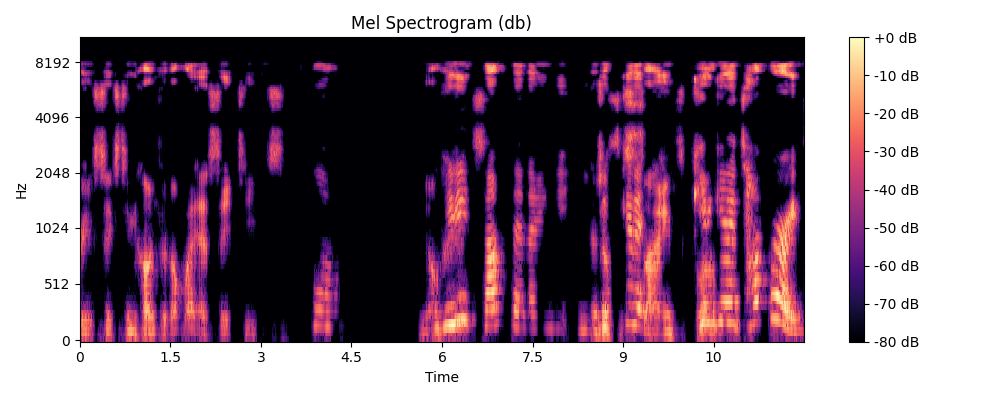 Mel Spectrogram (db)
8192
4096
2048
1024
512
0
Hz
0 1.5 3 4.5 6 7.5 9 10
Time
+0 dB
-10 dB
-20 dB
-30 dB
-40 dB
-50 dB
-60 dB
-70 dB
-80 dB